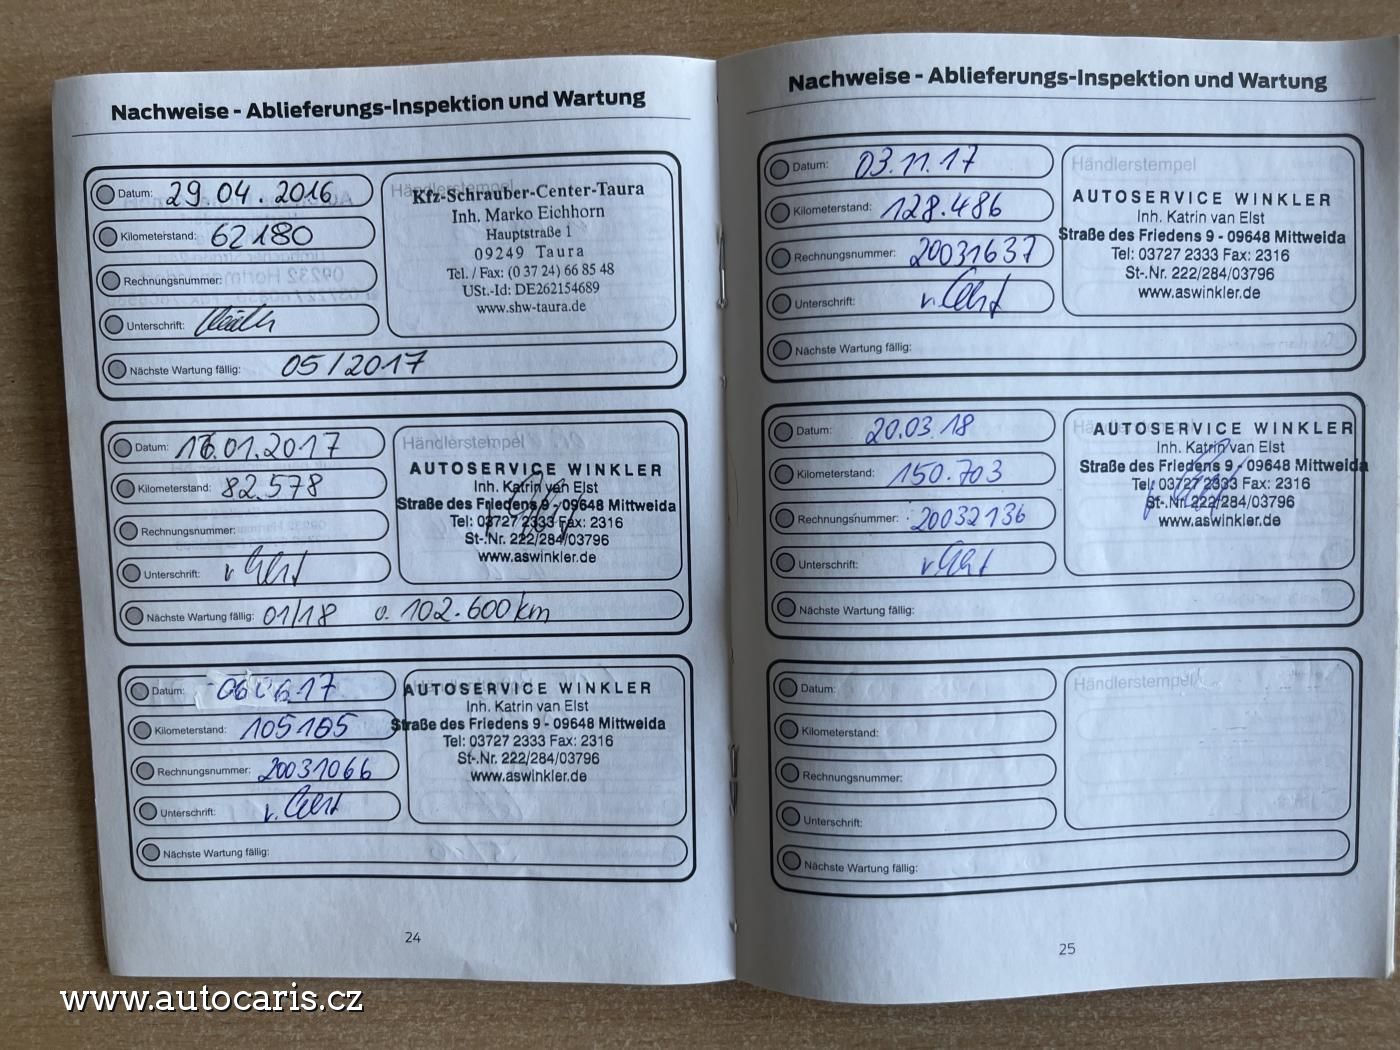 Nachweise - Ablieferungs-Inspektion und Wartung
Datum: 29.04.2016
Kilometerstand: 62180
Rechnungsnummer:
Unterschrift:
Nächste Wartung fällig: 05/2017
Händlerstempel
Kfz-Schrauber-Center-Taura
Inh. Marko Eichhorn
Hauptstraße 1
09249 Taura
Tel. / Fax: (0 37 24) 66 85 48
USt.-Id: DE262154689
www.shw-taura.de
Datum: 16.01.2017
Kilometerstand: 82.578
Rechnungsnummer:
Unterschrift:
Nächste Wartung fällig: 01/18 o. 102.600 km
Händlerstempel
AUTOSERVICE WINKLER
Inh. Katrin van Elst
Straße des Friedens 9 - 09648 Mittweida
Tel: 03727 2333 Fax: 2316
St-.Nr. 222/284/03796
www.aswinkler.de
Datum: 06.06.17
Kilometerstand: 105165
Rechnungsnummer: 20031066
Unterschrift: v. Elst
Nächste Wartung fällig:
AUTOSERVICE WINKLER
Inh. Katrin van Elst
Straße des Friedens 9 - 09648 Mittweida
Tel: 03727 2333 Fax: 2316
St-.Nr. 222/284/03796
www.aswinkler.de
24
Nachweise - Ablieferungs-Inspektion und Wartung
Datum: 03.11.17
Kilometerstand: 128.486
Rechnungsnummer: 20031637
Unterschrift: v. Elst
Nächste Wartung fällig:
Händlerstempel
AUTOSERVICE WINKLER
Inh. Katrin van Elst
Straße des Friedens 9 - 09648 Mittweida
Tel: 03727 2333 Fax: 2316
St-.Nr. 222/284/03796
www.aswinkler.de
Datum: 20.03.18
Kilometerstand: 150.703
Rechnungsnummer: 20032136
Unterschrift: v. Elst
Nächste Wartung fällig:
AUTOSERVICE WINKLER
Inh. Katrin van Elst
Straße des Friedens 9 - 09648 Mittweida
Tel: 03727 2333 Fax: 2316
St-.Nr. 222/284/03796
www.aswinkler.de
Datum:
Kilometerstand:
Rechnungsnummer:
Unterschrift:
Nächste Wartung fällig:
Händlerstempel
25
www.autocaris.cz